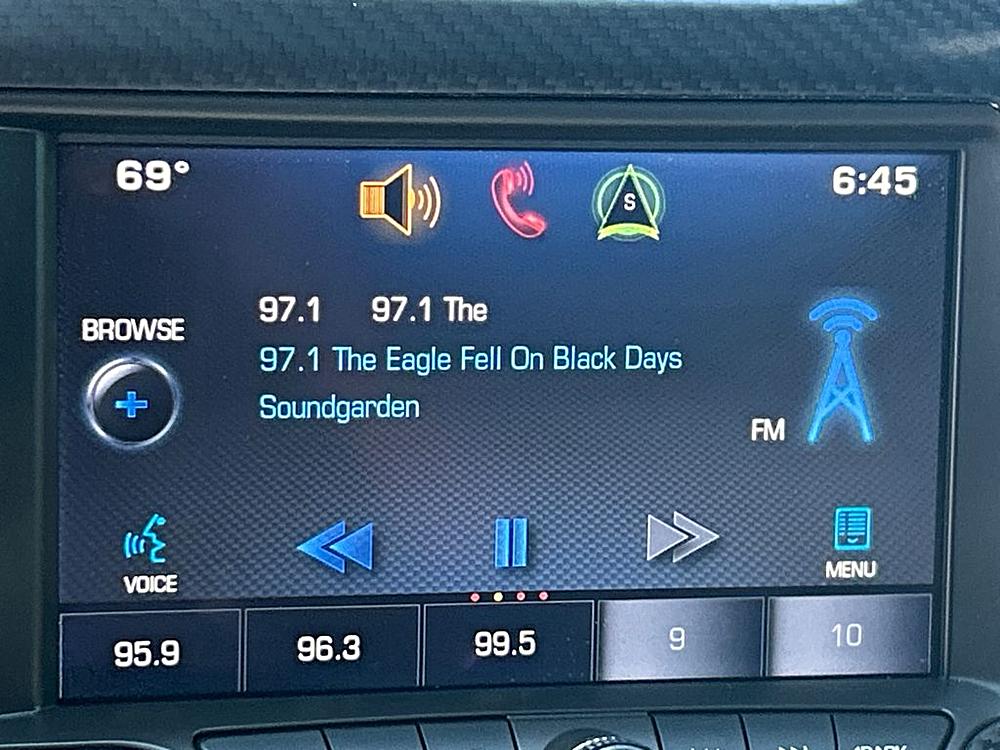 69° 6:45
S
97.1 97.1 The
BROWSE
97.1 The Eagle Fell On Black Days
Soundgarden
FM
VOICE MENU
95.9 96.3 99.5 9 10